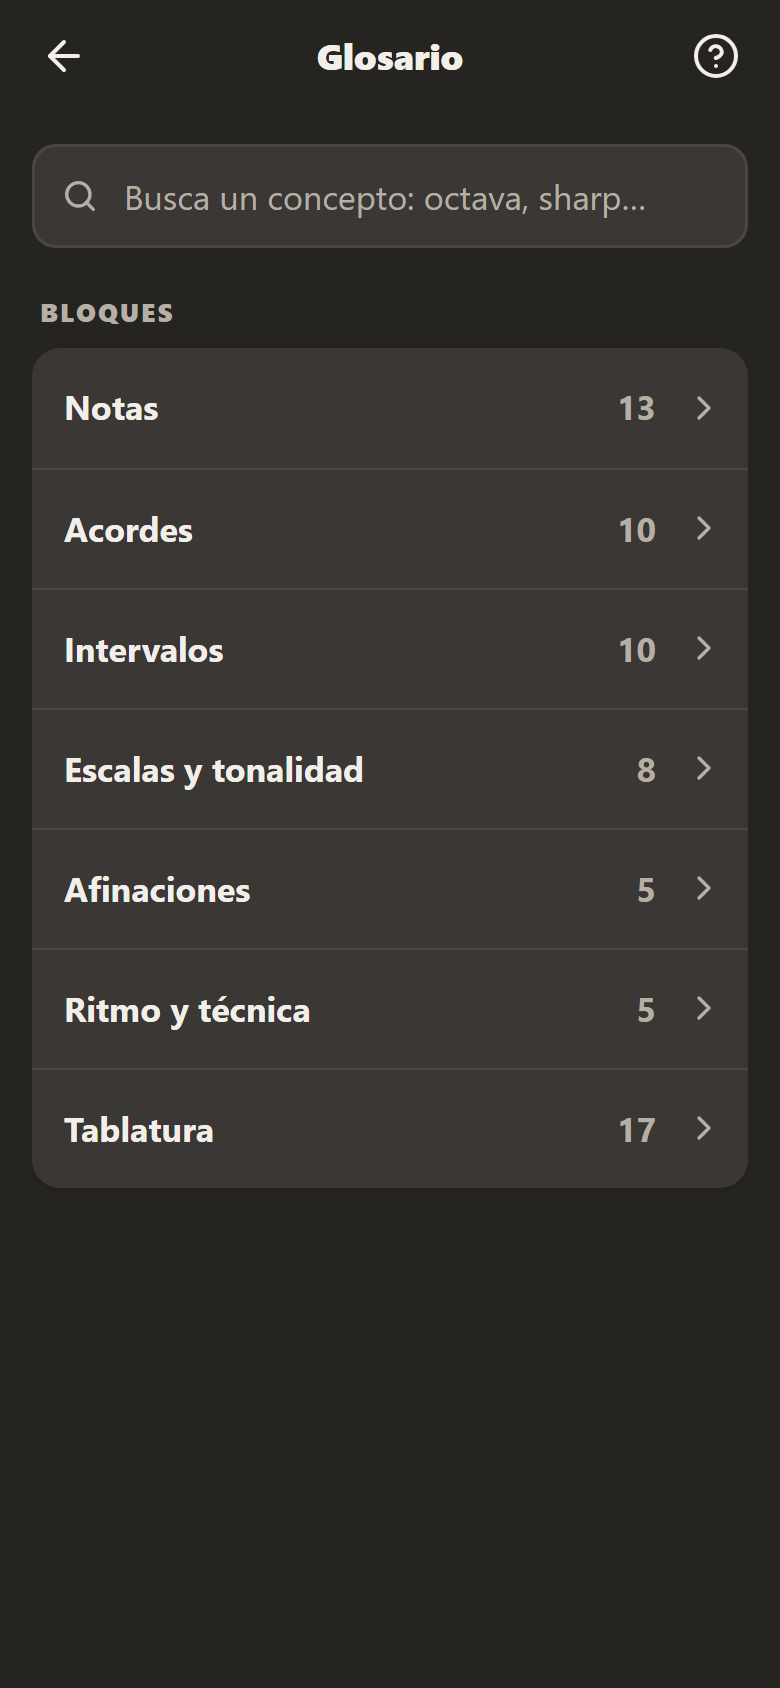 Glosario
Busca un concepto: octava, sharp...
BLOQUES
Notas 13
Acordes 10
Intervalos 10
Escalas y tonalidad 8
Afinaciones 5
Ritmo y técnica 5
Tablatura 17